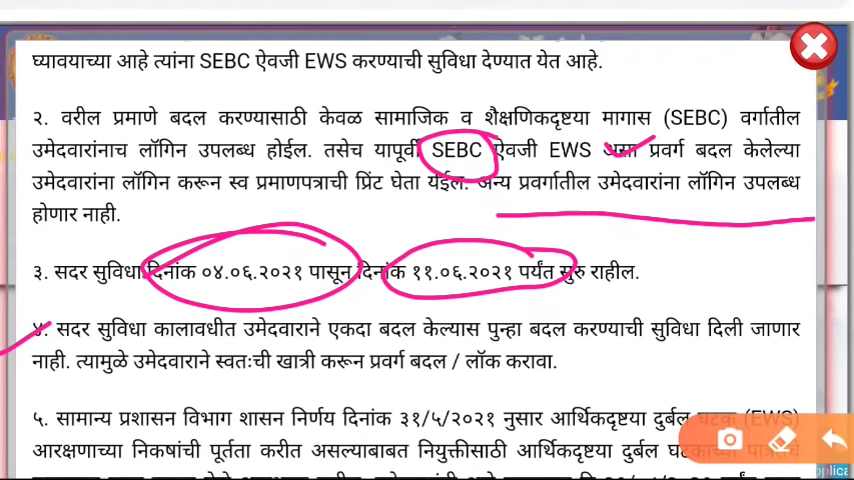 घ्यावयाच्या आहे त्यांना SEBC ऐवजी EWS करण्याची सुविधा देण्यात येत आहे.
२. वरील प्रमाणे बदल करण्यासाठी केवळ सामाजिक व शैक्षणिकदृष्टया मागास (SEBC) वर्गातील
उमेदवारांनाच लॉगिन उपलब्ध होईल. तसेच यापूर्वी SEBC ऐवजी EWS असा प्रवर्ग बदल केलेल्या
उमेदवारांना लॉगिन करून स्व प्रमाणपत्राची प्रिंट घेता येईल. अन्य प्रवर्गातील उमेदवारांना लॉगिन उपलब्ध
होणार नाही.
३. सदर सुविधा दिनांक ०४.०६.२०२१ पासून दिनांक ११.०६.२०२१ पर्यंत सुरु राहील.
४. सदर सुविधा कालावधीत उमेदवाराने एकदा बदल केल्यास पुन्हा बदल करण्याची सुविधा दिली जाणार
नाही. त्यामुळे उमेदवाराने स्वतःची खात्री करून प्रवर्ग बदल / लॉक करावा.
५. सामान्य प्रशासन विभाग शासन निर्णय दिनांक ३१/५/२०२१ नुसार आर्थिकदृष्टया दुर्बल घटक (EWS)
आरक्षणाच्या निकषांची पूर्तता करीत असल्याबाबत नियुक्तीसाठी आर्थिकदृष्टया दुर्बल घटकाच्या